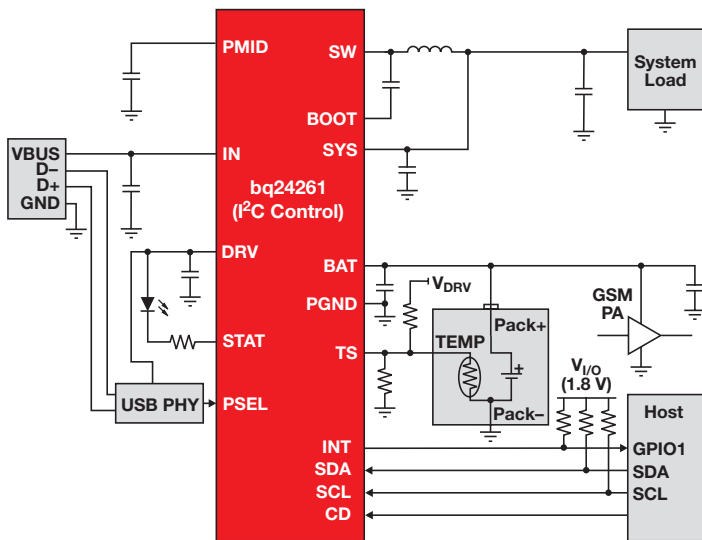 PMID
SW
System
Load
BOOT
SYS
VBUS
D–
D+
GND
IN
bq24261
(I²C Control)
DRV
BAT
VDRV
PGND
Pack+
GSM
PA
STAT
TS
TEMP
VI/O
(1.8 V)
USB PHY
PSEL
Pack–
Host
INT
GPIO1
SDA
SDA
SCL
SCL
CD